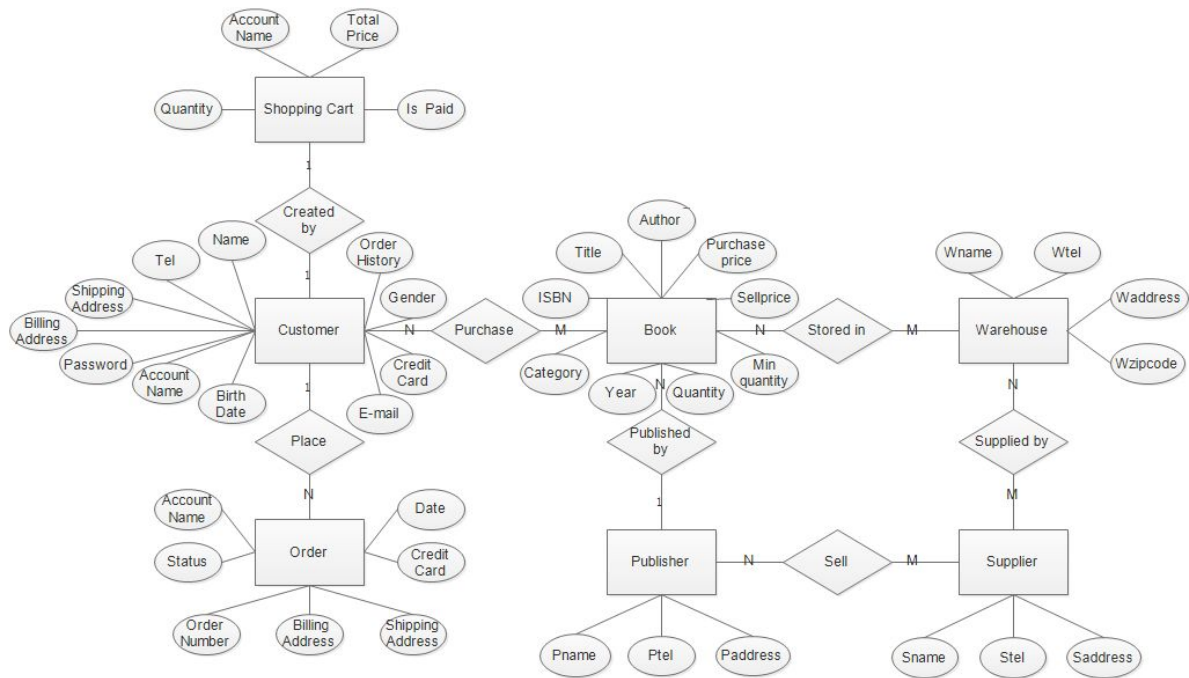 Account
Name
Total
Price
Quantity
Shopping Cart
Is Paid
1
Created
by
1
Name
Order
History
Tel
Gender
Shipping
Address
Billing
Address
Customer
Password
Account
Name
Birth
Date
E-mail
Credit
Card
N
Purchase
M
Author
Title
Purchase
price
ISBN
Sellprice
Book
Category
Year
Quantity
Min
quantity
N
Stored in
M
Wname
Wtel
Waddress
Warehouse
Wzipcode
1
Place
N
N
Published
by
1
N
Supplied by
M
Account
Name
Date
Status
Order
Credit
Card
Order
Number
Billing
Address
Shipping
Address
Publisher
N
Sell
M
Supplier
Pname
Ptel
Paddress
Sname
Stel
Saddress